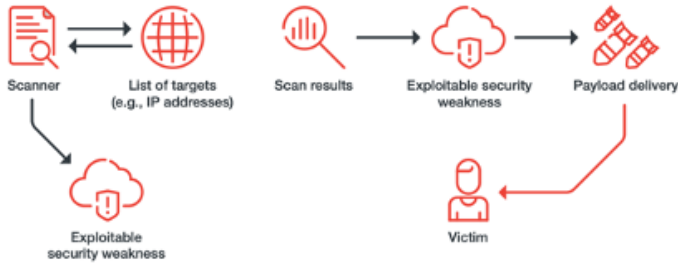 Scanner
List of targets
(e.g., IP addresses)
Scan results
Exploitable security
weakness
Payload delivery
Exploitable
security weakness
Victim